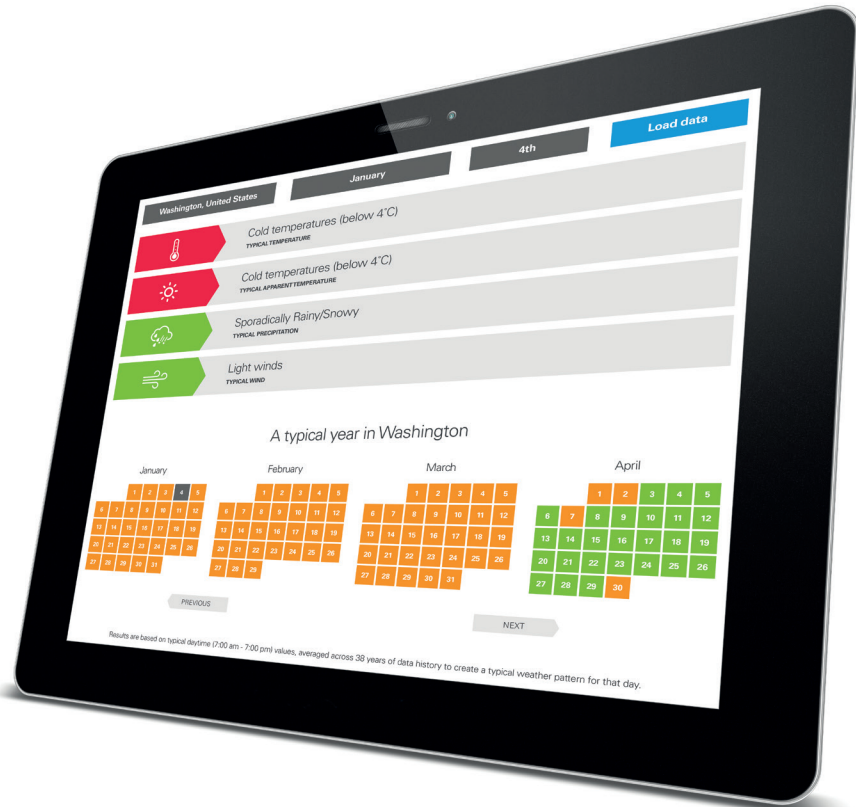 Washington, United States
January
4th
Load data
Cold temperatures (below 4˚C)
TYPICAL TEMPERATURE
Cold temperatures (below 4˚C)
TYPICAL APPARENT TEMPERATURE
Sporadically Rainy/Snowy
TYPICAL PRECIPITATION
Light winds
TYPICAL WIND
A typical year in Washington
January
1 2 3 4 5
6 7 8 9 10 11 12
13 14 15 16 17 18 19
20 21 22 23 24 25 26
27 28 29 30 31
February
1 2 3 4 5
6 7 8 9 10 11 12
13 14 15 16 17 18 19
20 21 22 23 24 25 26
27 28 29
March
1 2 3 4 5
6 7 8 9 10 11 12
13 14 15 16 17 18 19
20 21 22 23 24 25 26
27 28 29 30 31
April
1 2 3 4 5
6 7 8 9 10 11 12
13 14 15 16 17 18 19
20 21 22 23 24 25 26
27 28 29 30
PREVIOUS
NEXT
Results are based on typical daytime (7:00 am - 7:00 pm) values, averaged across 38 years of data history to create a typical weather pattern for that day.